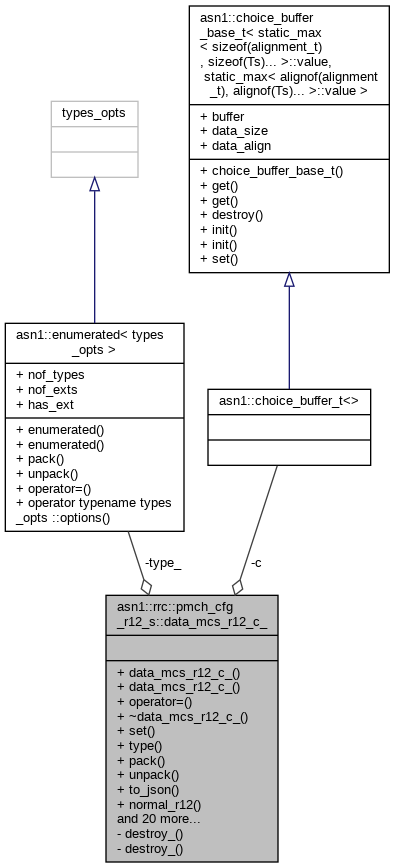 asn1::choice_buffer
_base_t< static_max
< sizeof(alignment_t)
, sizeof(Ts)... >::value,
static_max< alignof(alignment
_t), alignof(Ts)... >::value >
+ buffer
+ data_size
+ data_align
+ choice_buffer_base_t()
+ get()
+ get()
+ destroy()
+ init()
+ init()
+ set()
types_opts
asn1::enumerated< types
_opts >
+ nof_types
+ nof_exts
+ has_ext
+ enumerated()
+ enumerated()
+ pack()
+ unpack()
+ operator=()
+ operator typename types
_opts ::options()
asn1::choice_buffer_t<>
-type_
-c
asn1::rrc::pmch_cfg
_r12_s::data_mcs_r12_c_
+ data_mcs_r12_c_()
+ data_mcs_r12_c_()
+ operator=()
+ ~data_mcs_r12_c_()
+ set()
+ type()
+ pack()
+ unpack()
+ to_json()
+ normal_r12()
and 20 more...
- destroy_()
- destroy_()